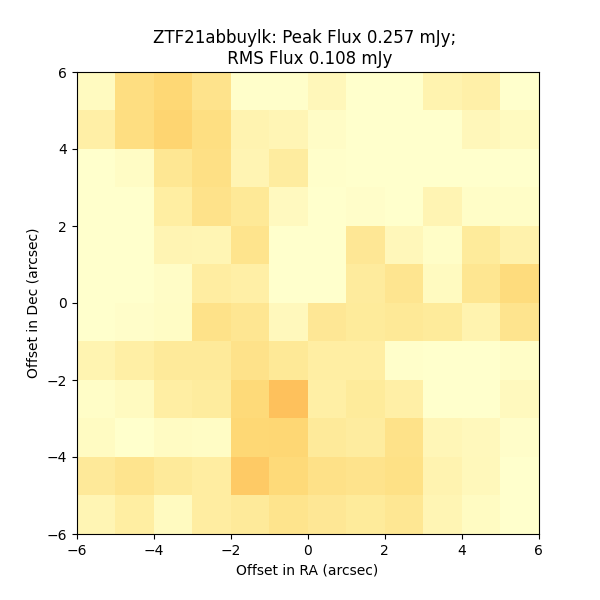 ZTF21abbuylk: Peak Flux 0.257 mJy;
RMS Flux 0.108 mJy
6
4
2
0
−2
−4
−6
Offset in Dec (arcsec)
−6 −4 −2 0 2 4 6
Offset in RA (arcsec)